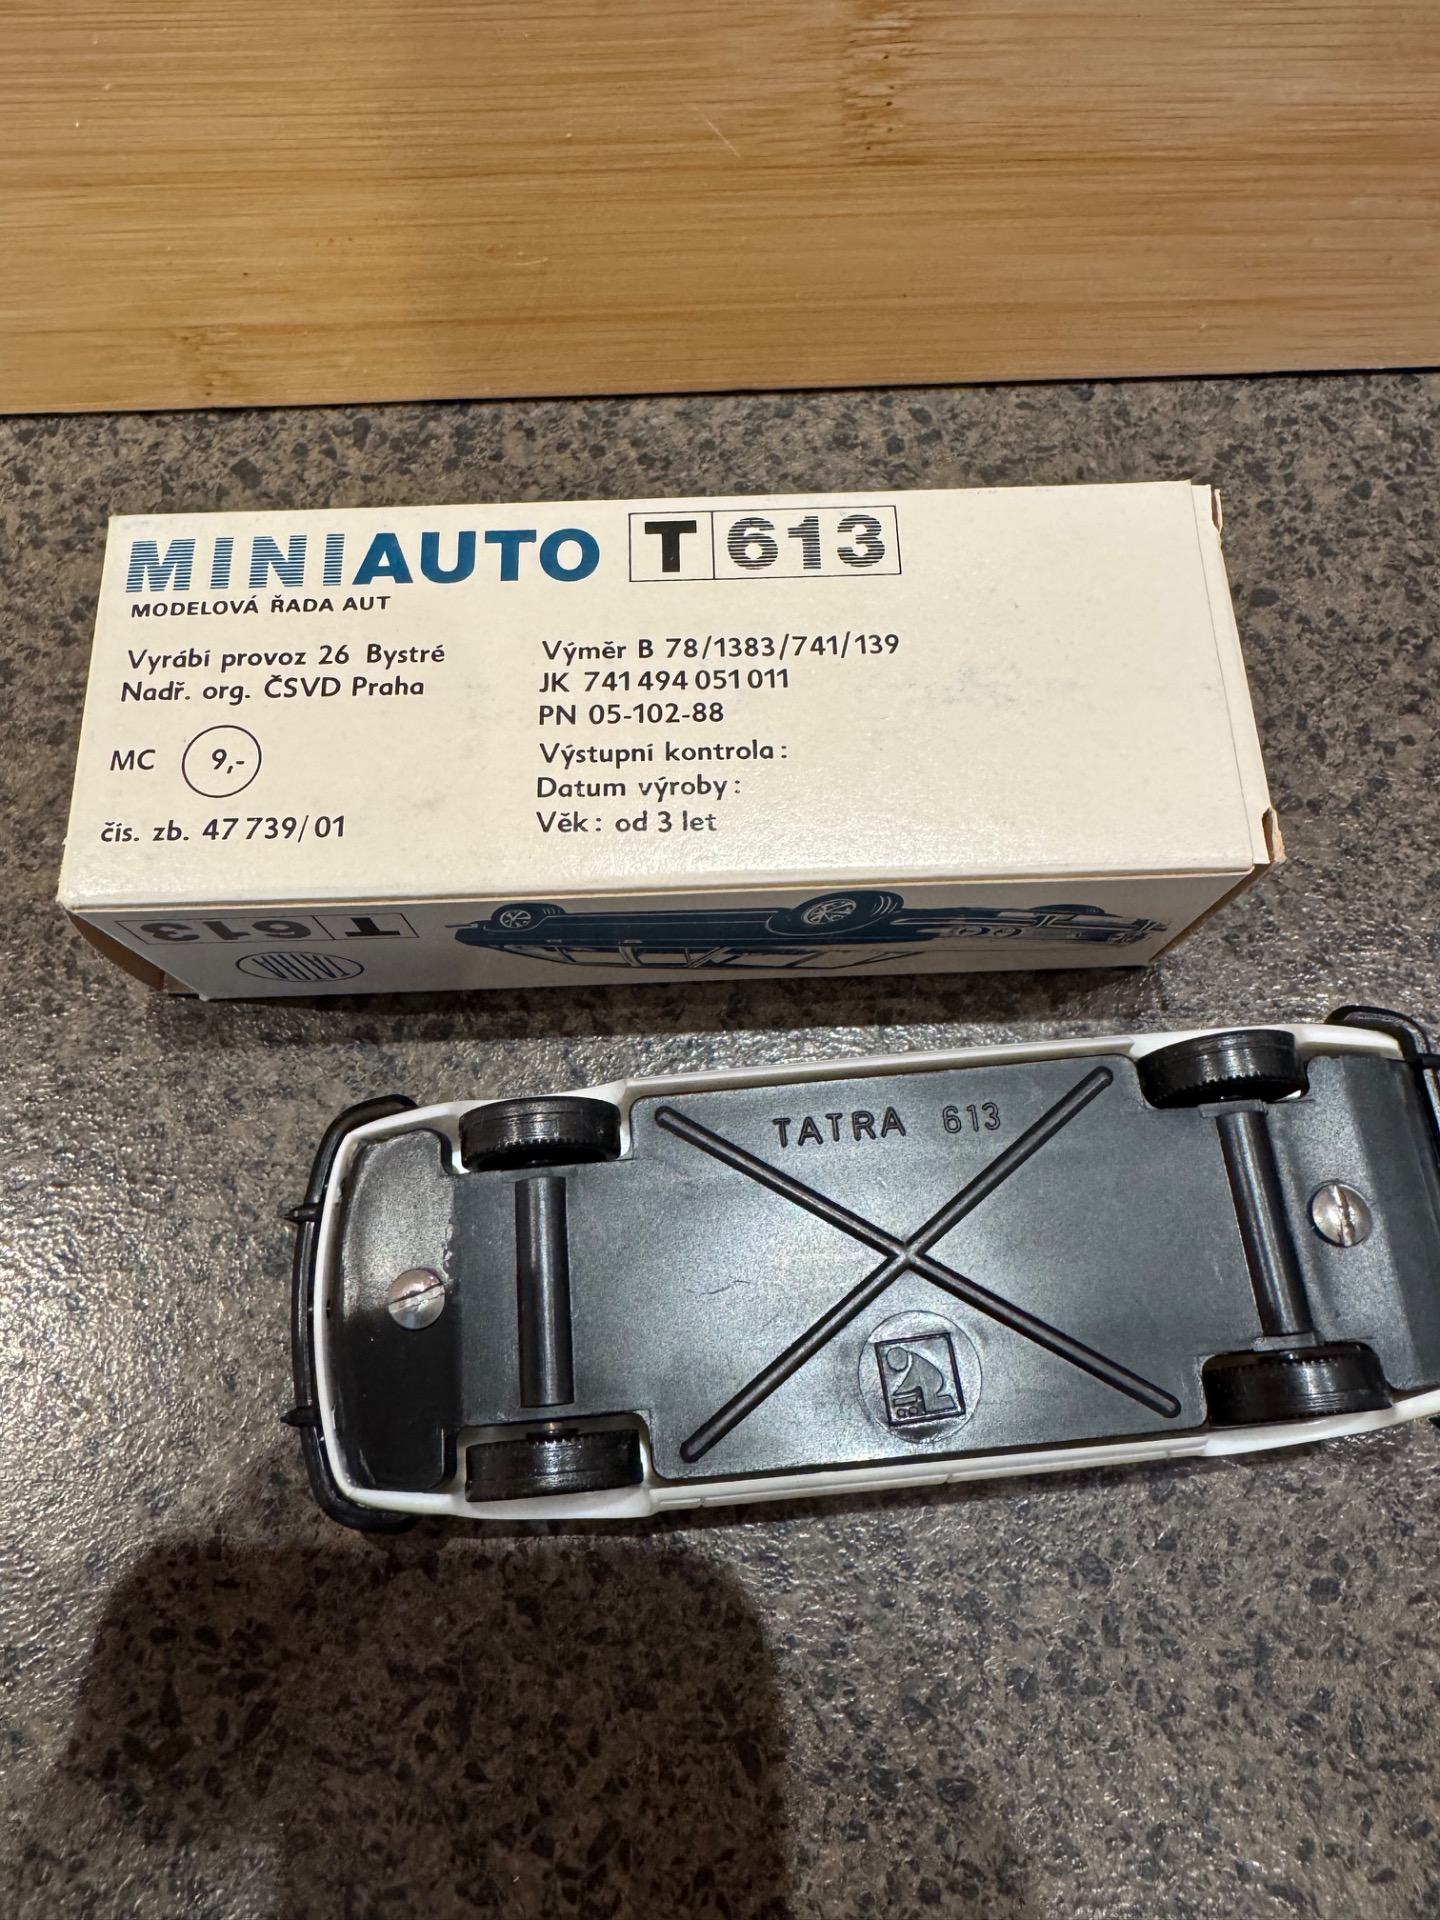 MINIAUTO T 613
MODELOVÁ ŘADA AUT
Vyrábí provoz 26 Bystré
Nadř. org. ČSVD Praha
MC 9,-
čís. zb. 47 739/01
Výměr B 78/1383/741/139
JK 741 494 051 011
PN 05-102-88
Výstupní kontrola:
Datum výroby:
Věk: od 3 let
T 613
TATRA
TATRA 613